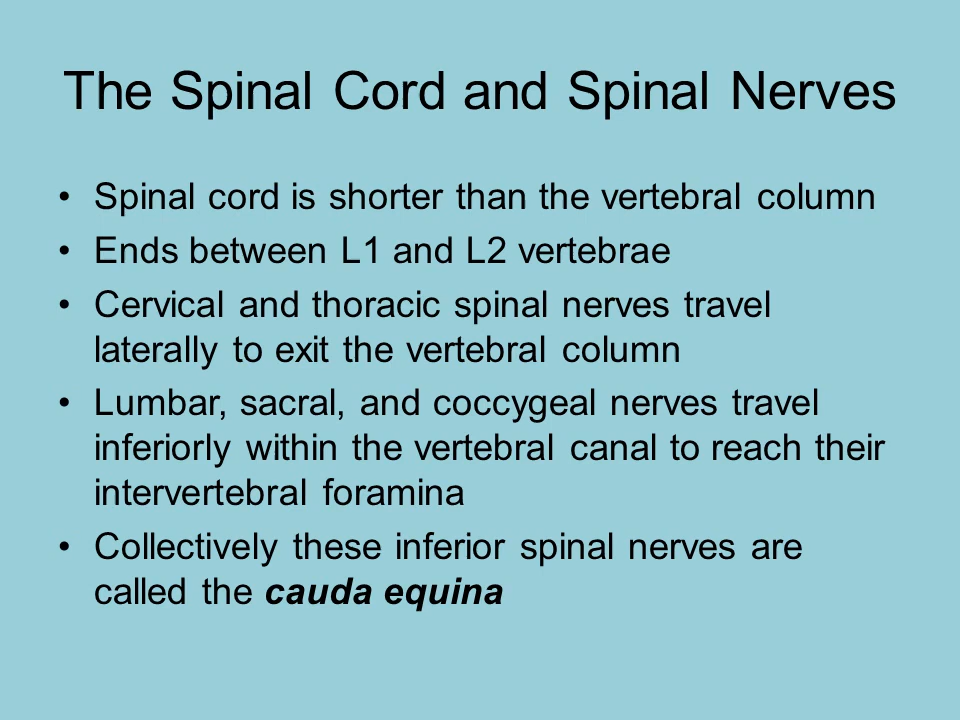 The Spinal Cord and Spinal Nerves
• Spinal cord is shorter than the vertebral column
• Ends between L1 and L2 vertebrae
• Cervical and thoracic spinal nerves travel
laterally to exit the vertebral column
• Lumbar, sacral, and coccygeal nerves travel
inferiorly within the vertebral canal to reach their
intervertebral foramina
• Collectively these inferior spinal nerves are
called the cauda equina